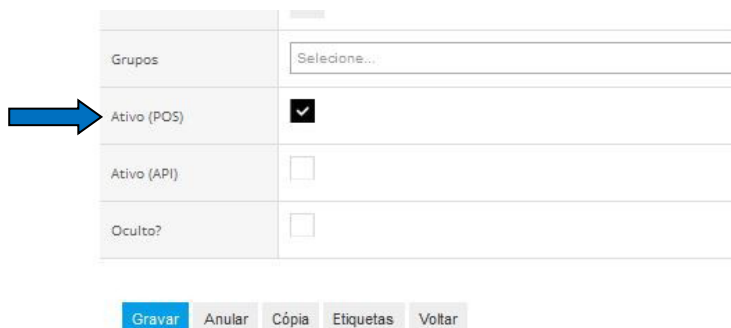 Grupos
Selecione...
Ativo (POS)
Ativo (API)
Oculto?
Gravar Anular Cópia Etiquetas Voltar